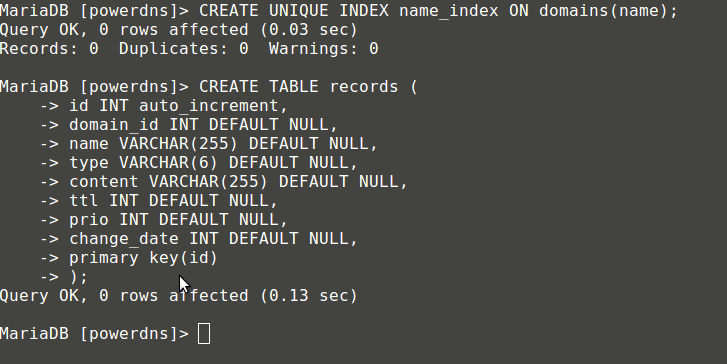 MariaDB [powerdns]> CREATE UNIQUE INDEX name_index ON domains(name);
Query OK, 0 rows affected (0.03 sec)
Records: 0  Duplicates: 0  Warnings: 0

MariaDB [powerdns]> CREATE TABLE records (
    -> id INT auto_increment,
    -> domain_id INT DEFAULT NULL,
    -> name VARCHAR(255) DEFAULT NULL,
    -> type VARCHAR(6) DEFAULT NULL,
    -> content VARCHAR(255) DEFAULT NULL,
    -> ttl INT DEFAULT NULL,
    -> prio INT DEFAULT NULL,
    -> change_date INT DEFAULT NULL,
    -> primary key(id)
    -> );
Query OK, 0 rows affected (0.13 sec)

MariaDB [powerdns]>